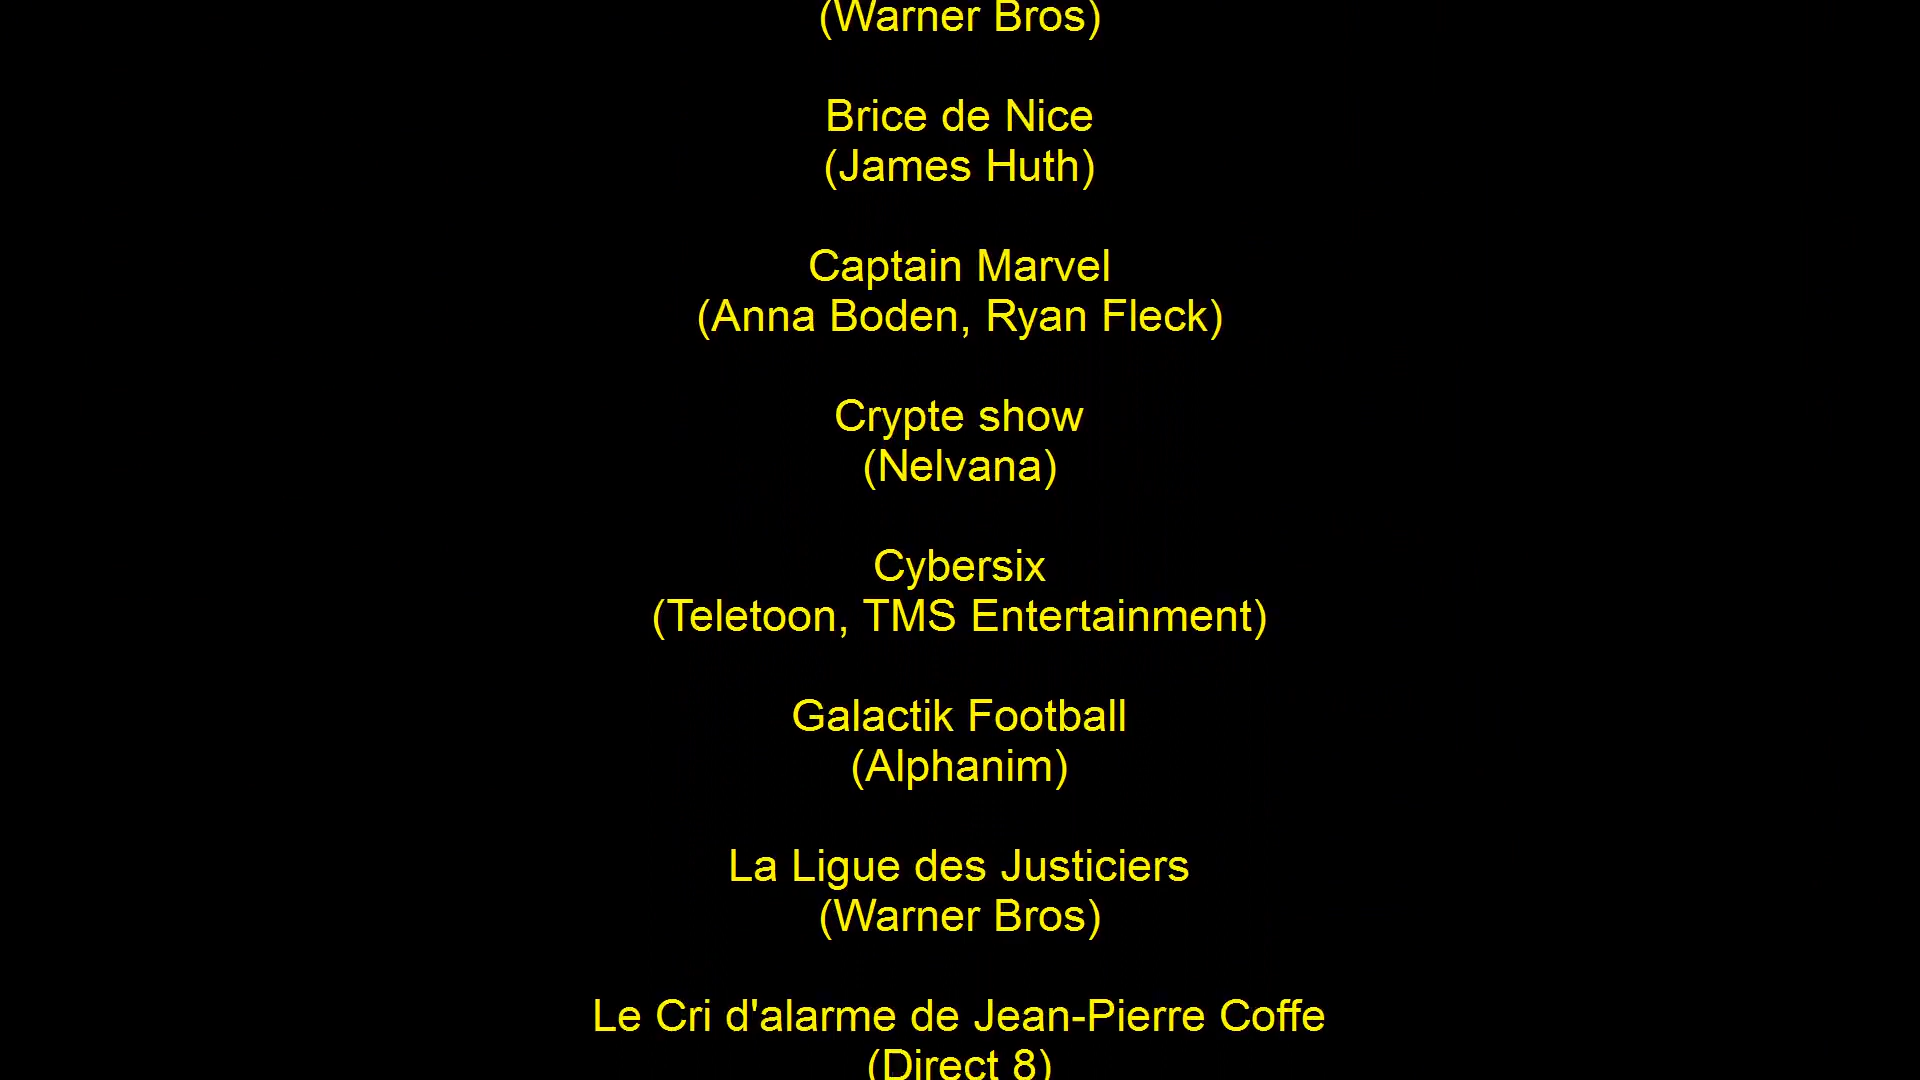 (Warner Bros)
Brice de Nice
(James Huth)
Captain Marvel
(Anna Boden, Ryan Fleck)
Crypte show
(Nelvana)
Cybersix
(Teletoon, TMS Entertainment)
Galactik Football
(Alphanim)
La Ligue des Justiciers
(Warner Bros)
Le Cri d'alarme de Jean-Pierre Coffe
(Direct 8)